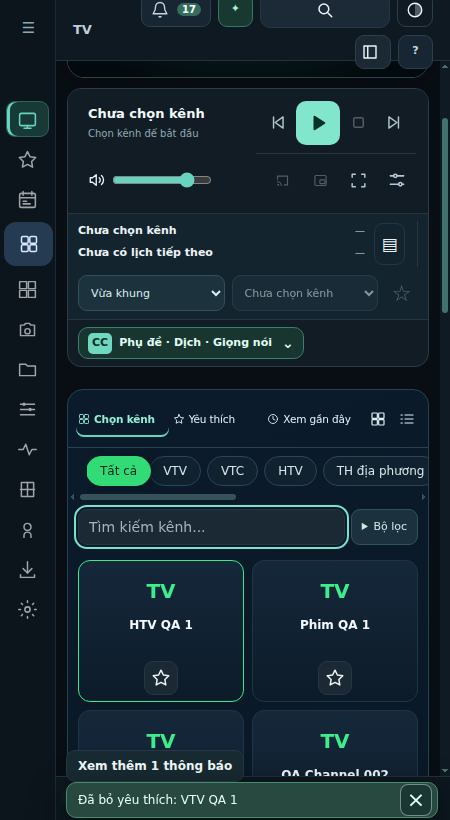 TV
17
?
Chưa chọn kênh
Chọn kênh để bắt đầu
Chưa chọn kênh
—
Chưa có lịch tiếp theo
—
Vừa khung
Chưa chọn kênh
CC Phụ đề · Dịch · Giọng nói
Chọn kênh
Yêu thích
Xem gần đây
Tất cả
VTV
VTC
HTV
TH địa phương
Tìm kiếm kênh...
Bộ lọc
TV
TV
HTV QA 1
Phim QA 1
TV
TV
QA Channel 002
Xem thêm 1 thông báo
Đã bỏ yêu thích: VTV QA 1